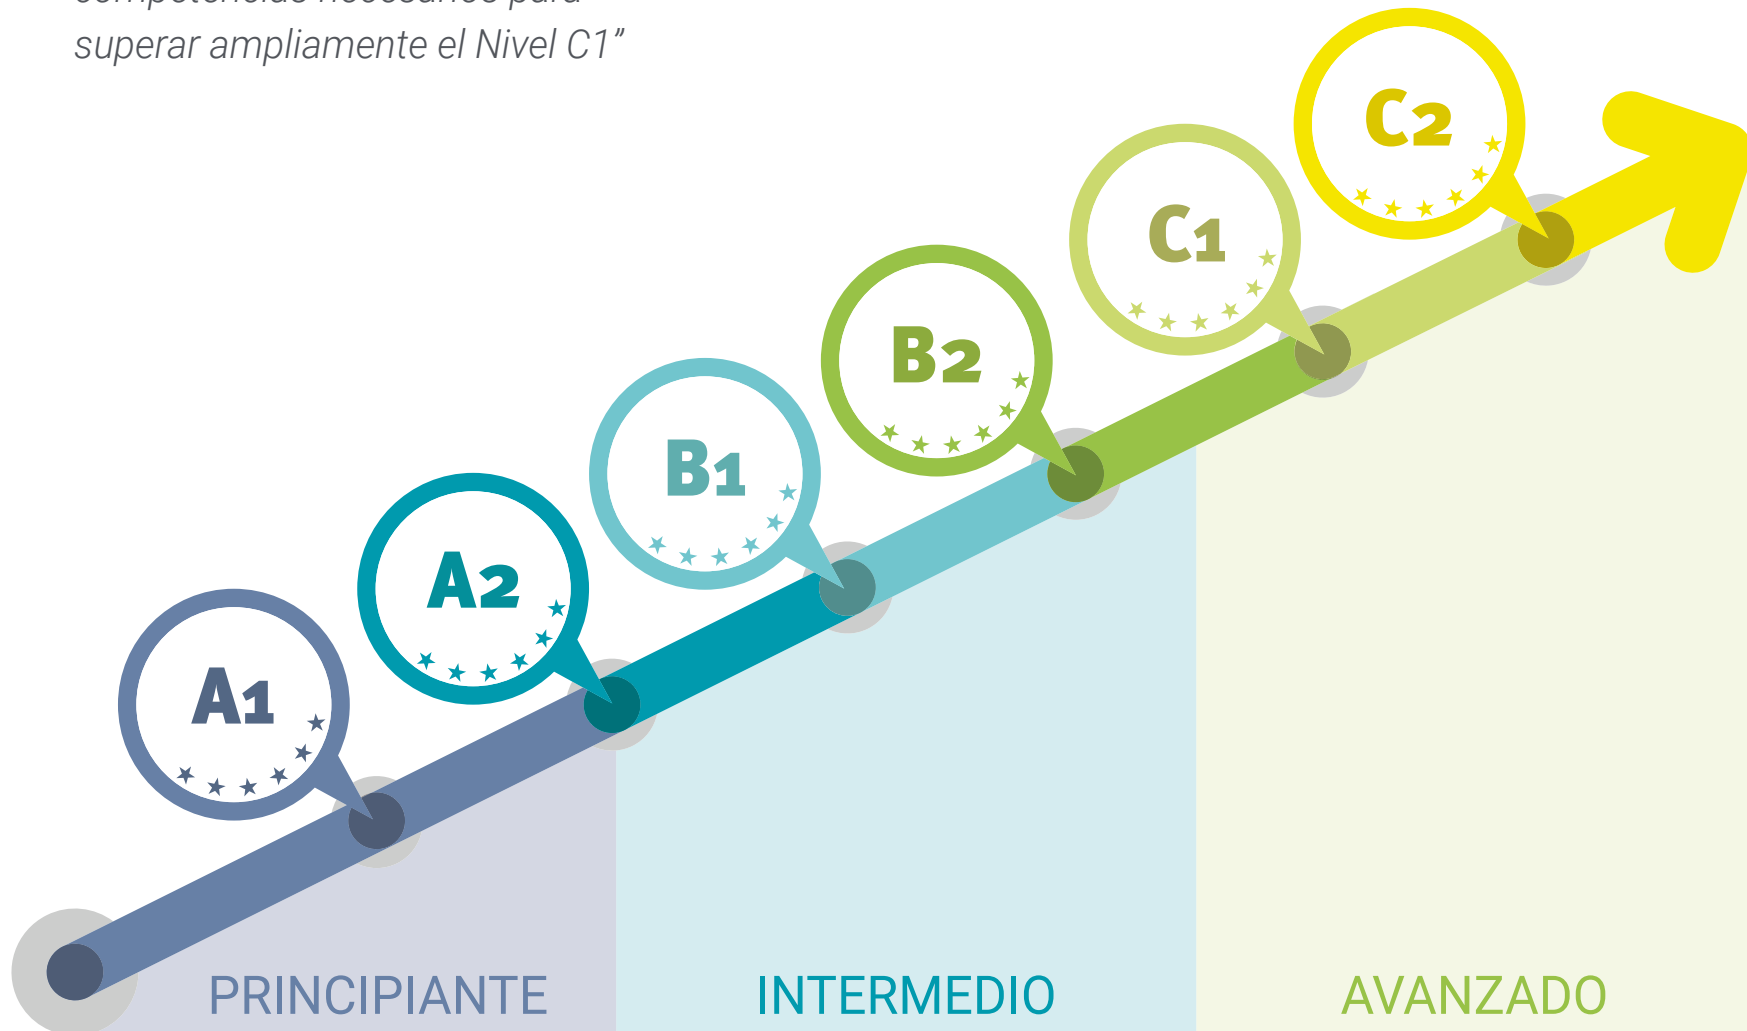 superar ampliamente el Nivel C1”
C2
C1
B2
B1
A2
A1
PRINCIPIANTE
INTERMEDIO
AVANZADO